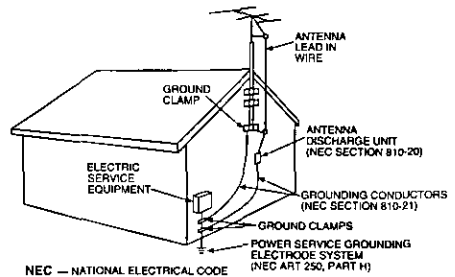 ANTENNA
LEAD IN
WIRE
GROUND
CLAMP
ANTENNA
DISCHARGE UNIT
(NEC SECTION 810-20)
ELECTRIC
SERVICE
EQUIPMENT
GROUNDING CONDUCTORS
(NEC SECTION 810-21)
GROUND CLAMPS
POWER SERVICE GROUNDING
ELECTRODE SYSTEM
(NEC ART 250, PART H)
NEC — NATIONAL ELECTRICAL CODE